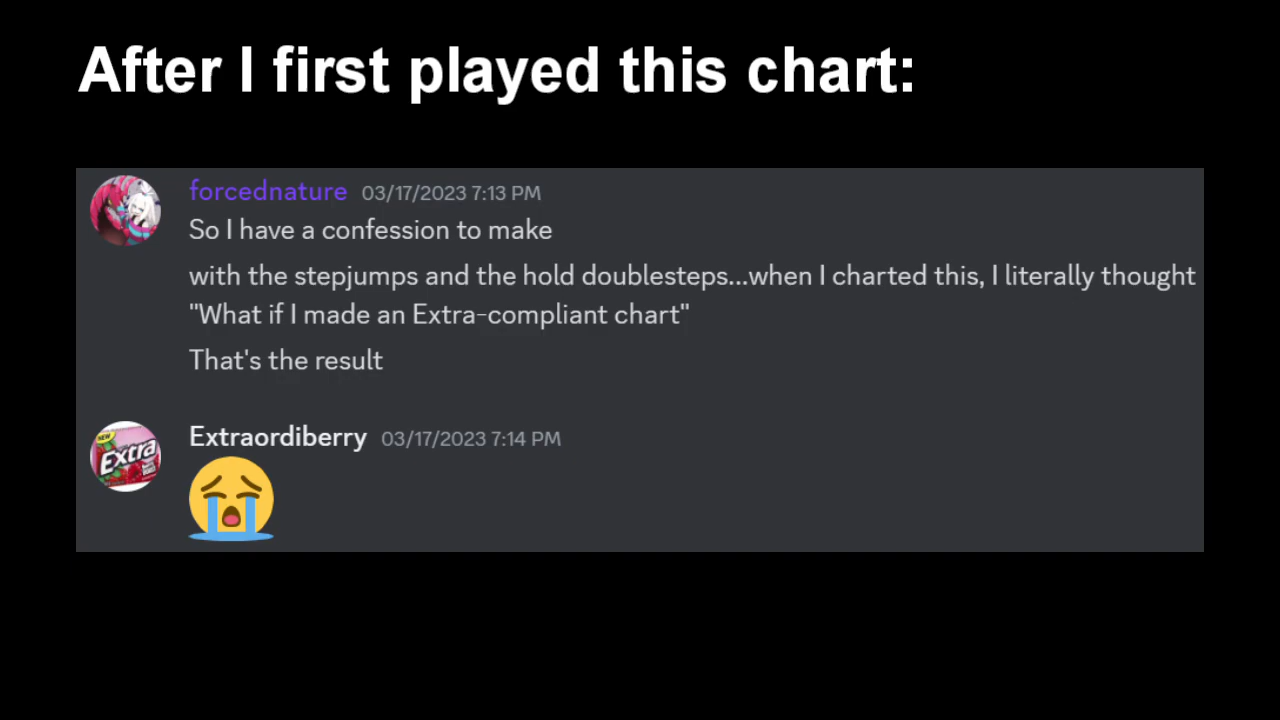 After I first played this chart:
forcednature 03/17/2023 7:13 PM
So I have a confession to make
with the stepjumps and the hold doublesteps...when I charted this, I literally thought
"What if I made an Extra-compliant chart"
That's the result
Extraordiberry 03/17/2023 7:14 PM
NEW
Extra